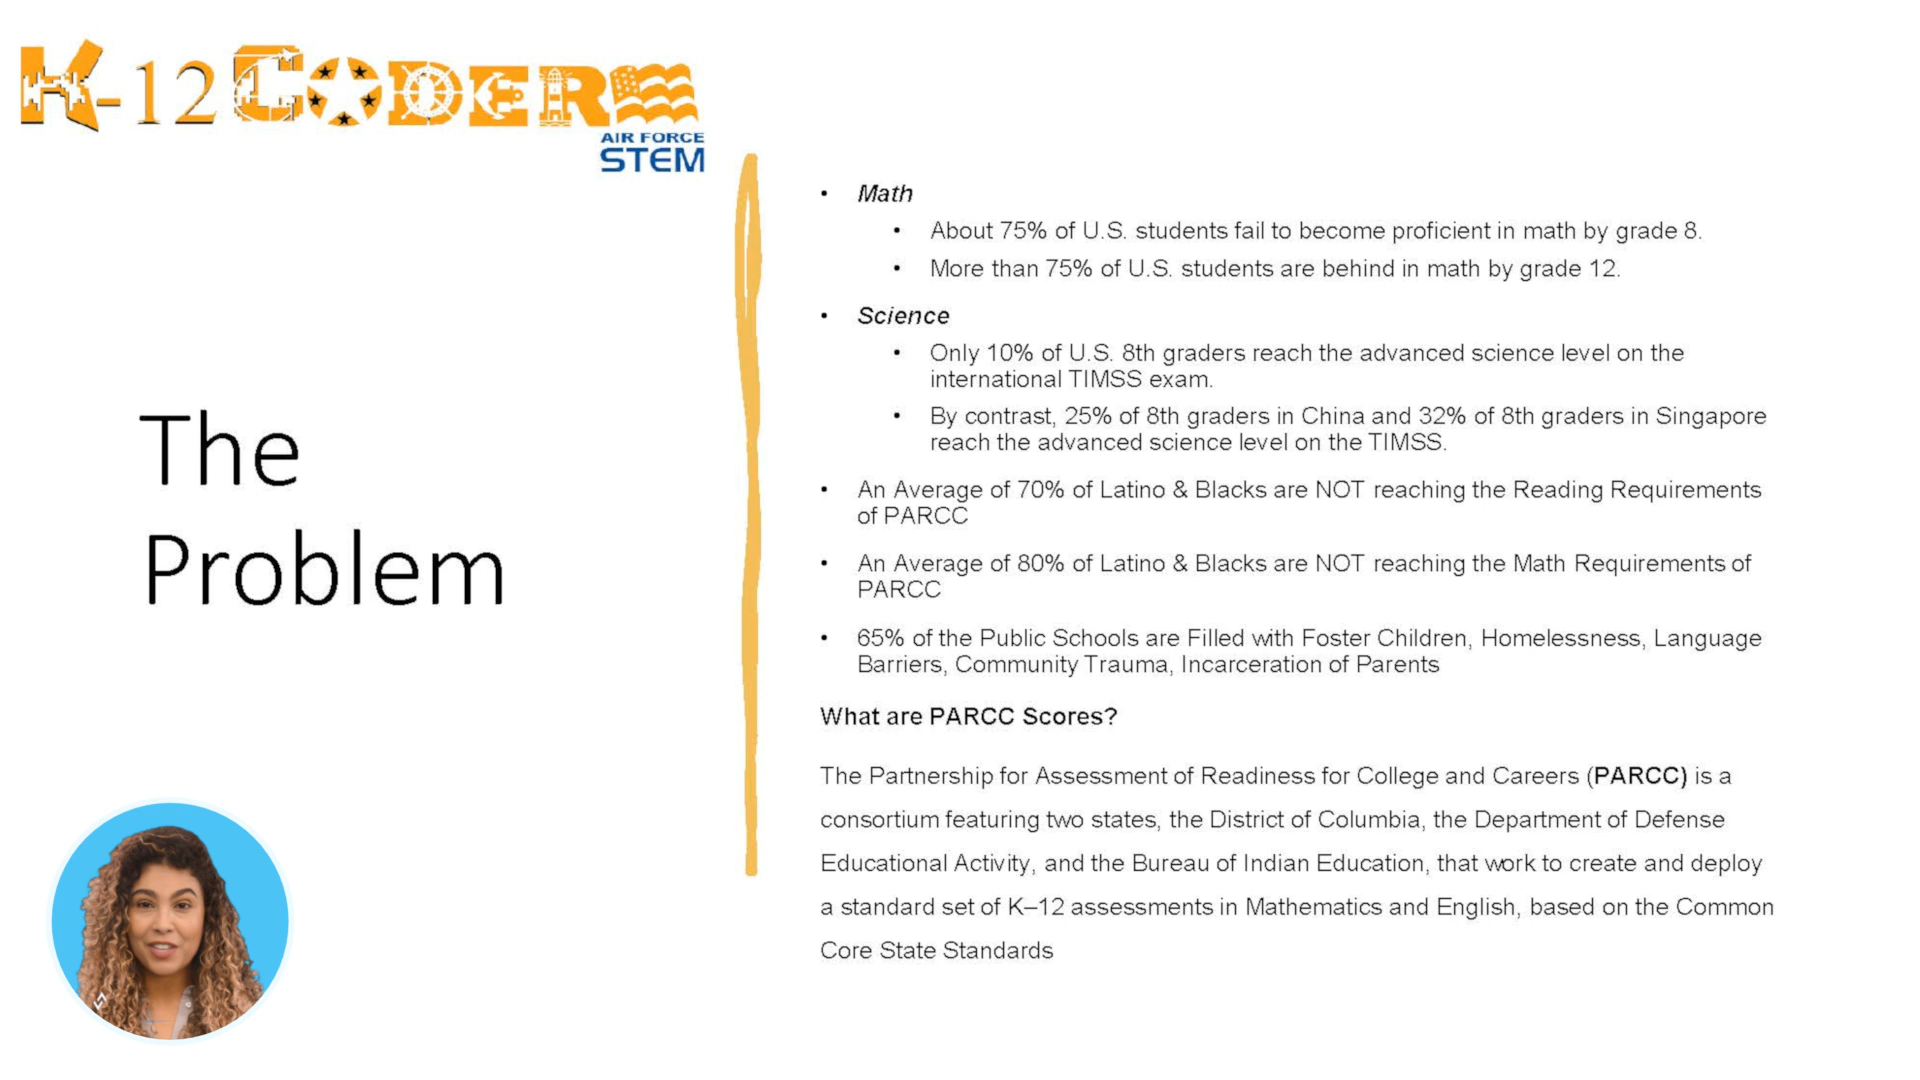 K-12 CODER
AIR FORCE
STEM
The
Problem
• Math
• About 75% of U.S. students fail to become proficient in math by grade 8.
• More than 75% of U.S. students are behind in math by grade 12.
• Science
• Only 10% of U.S. 8th graders reach the advanced science level on the
international TIMSS exam.
• By contrast, 25% of 8th graders in China and 32% of 8th graders in Singapore
reach the advanced science level on the TIMSS.
• An Average of 70% of Latino & Blacks are NOT reaching the Reading Requirements
of PARCC
• An Average of 80% of Latino & Blacks are NOT reaching the Math Requirements of
PARCC
• 65% of the Public Schools are Filled with Foster Children, Homelessness, Language
Barriers, Community Trauma, Incarceration of Parents
What are PARCC Scores?
The Partnership for Assessment of Readiness for College and Careers (PARCC) is a
consortium featuring two states, the District of Columbia, the Department of Defense
Educational Activity, and the Bureau of Indian Education, that work to create and deploy
a standard set of K–12 assessments in Mathematics and English, based on the Common
Core State Standards